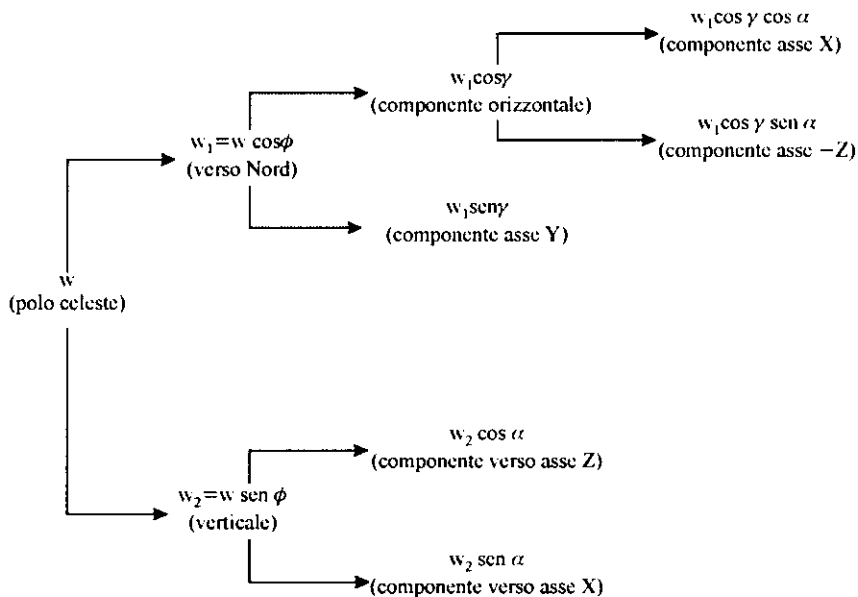 w₁cos γ cos α
(componente asse X)
w₁cosγ
(componente orizzontale)
w₁cos γ sen α
(componente asse −Z)
w₁=w cosϕ
(verso Nord)
w₁senγ
(componente asse Y)
w
(polo celeste)
w₂ cos α
(componente verso asse Z)
w₂=w sen ϕ
(verticale)
w₂ sen α
(componente verso asse X)